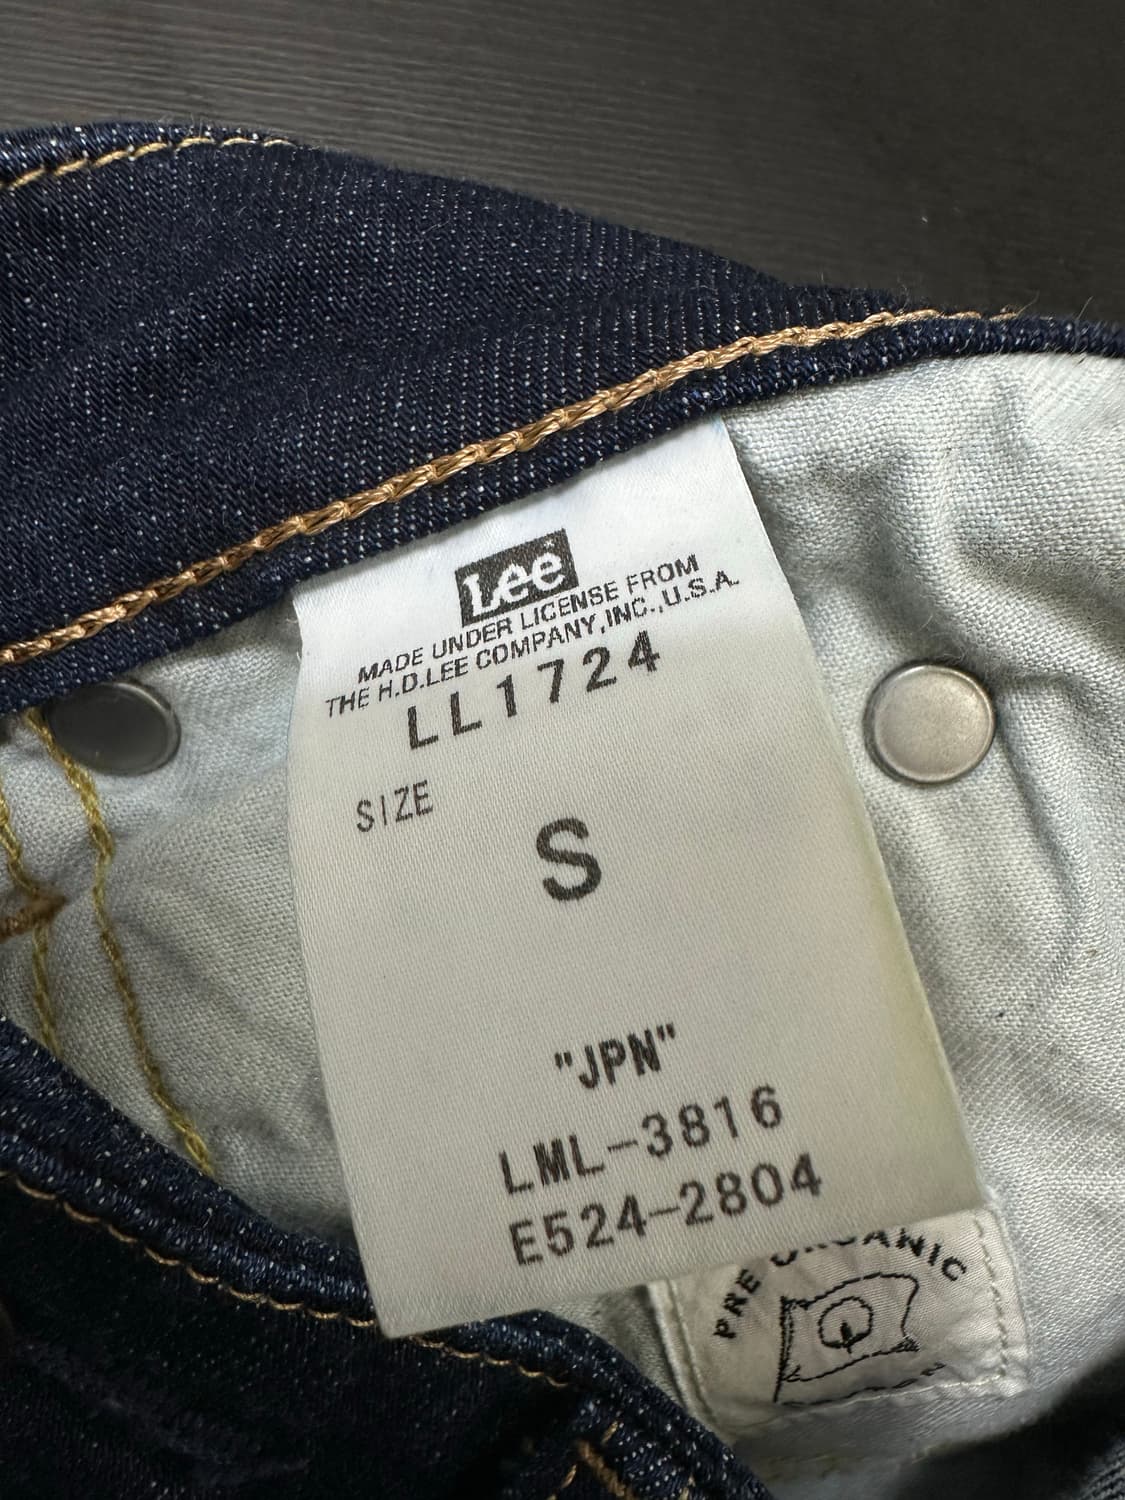 Lee
MADE UNDER LICENSE FROM
THE H.D.LEE COMPANY,INC.,U.S.A.
LL1724
SIZE
S
"JPN"
LML-3816
E524-2804
PRE ORGANIC